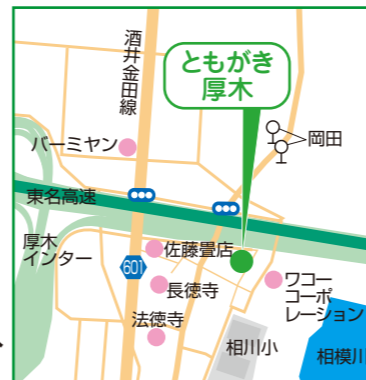 酒井金田線
ともがき
厚木
岡田
バーミヤン
東名高速
厚木
インター
佐藤畳店
601
長徳寺
ワコー
コーポ
レーション
法徳寺
相川小
相模川